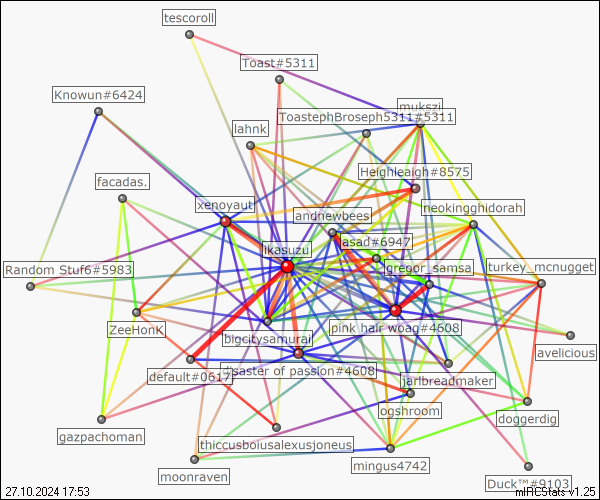 tescoroll
Toast#5311
Knowun#6424
mukszi
ToastephBroseph5311#5311
lahnk
Heighleaigh#8575
facadas.
xenoyaut
andnewbees
neokingghidorah
ikasuzu
asad#6947
gregor_samsa
Random Stuf6#5983
turkey_mcnugget
ZeeHonK
pink hair woag#4608
bigcitysamurai
avelicious
default#0617
disaster of passion#4608
jarlbreadmaker
ogshroom
doggerdig
gazpachoman
thiccusboiusalexusjoneus
moonraven
mingus4742
Duck™#9103
27.10.2024 17:53
mIRCStats v1.25